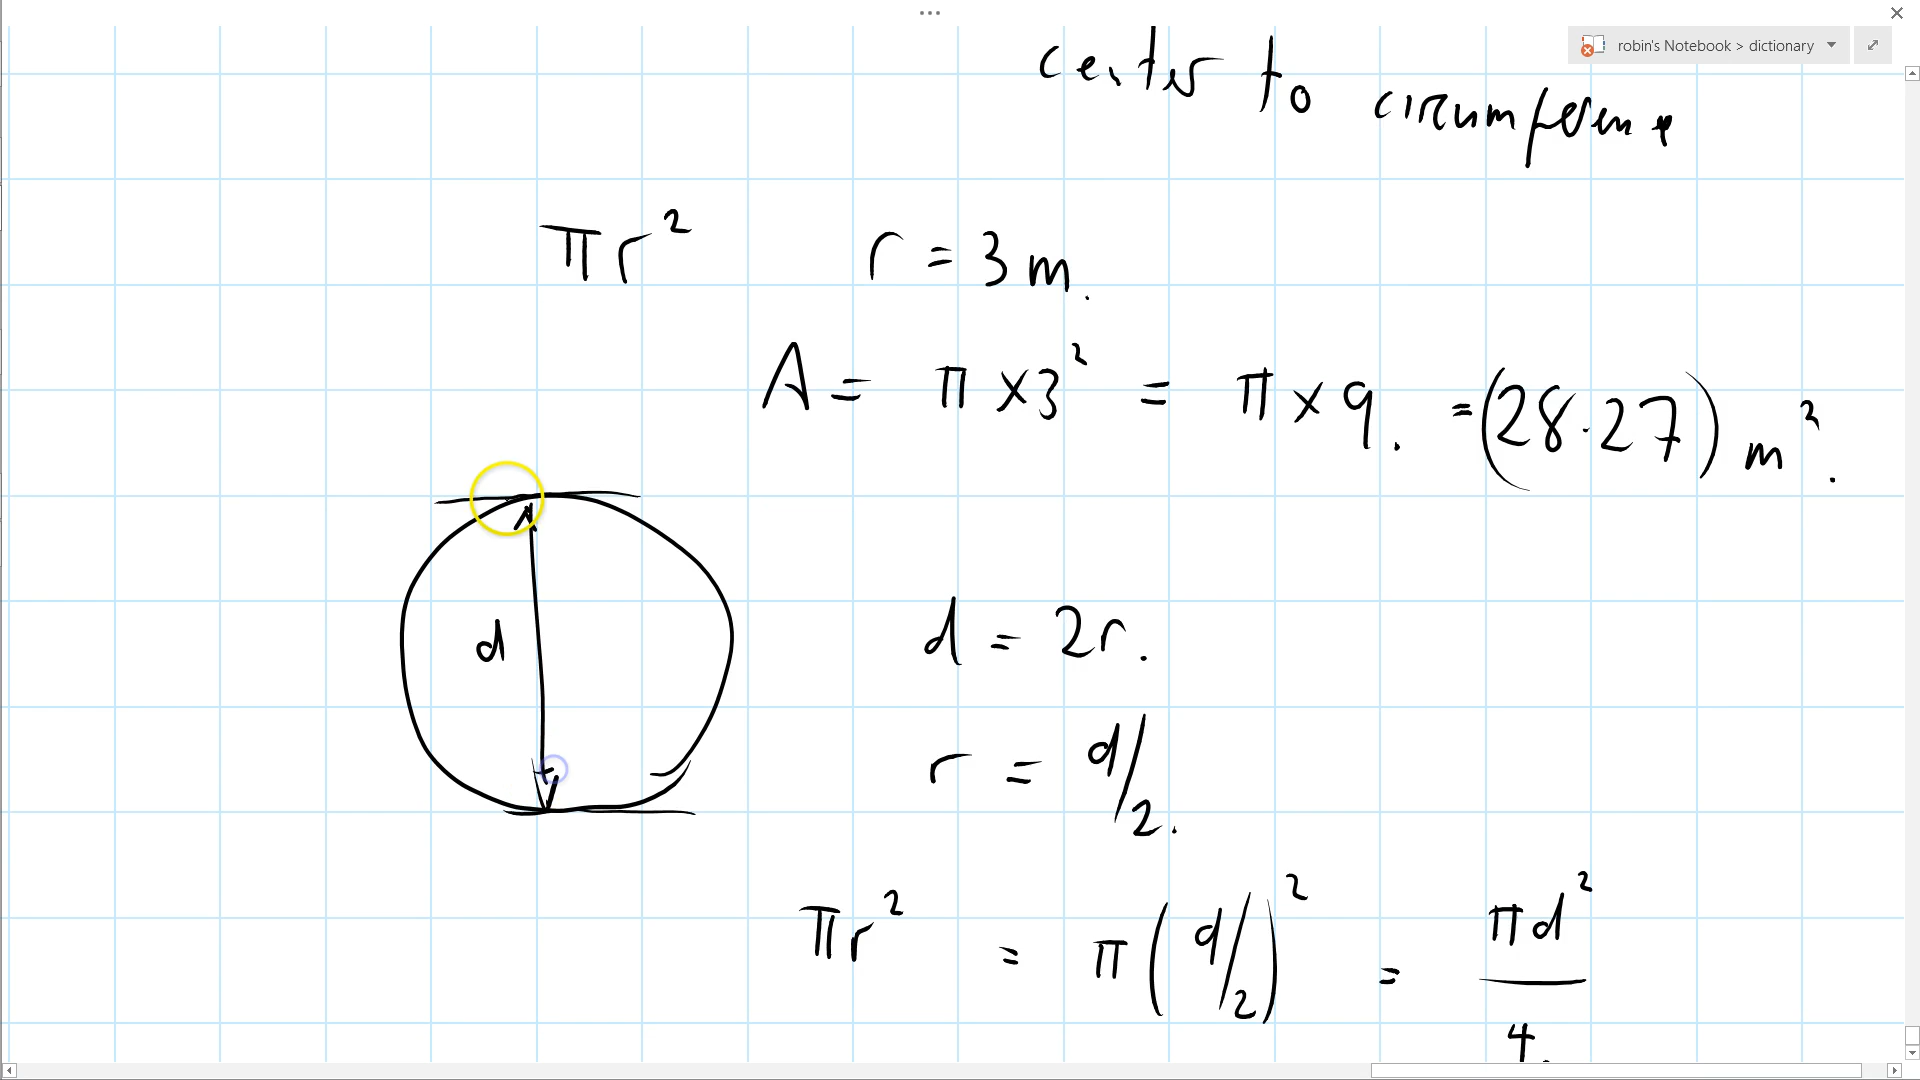 robin's Notebook > dictionary
center to circumference
πr² r = 3 m.
A = π × 3² = π × 9. = (28.27) m².
d
d = 2r.
r = d/2.
πr² = π(d/2)² = πd²/4.